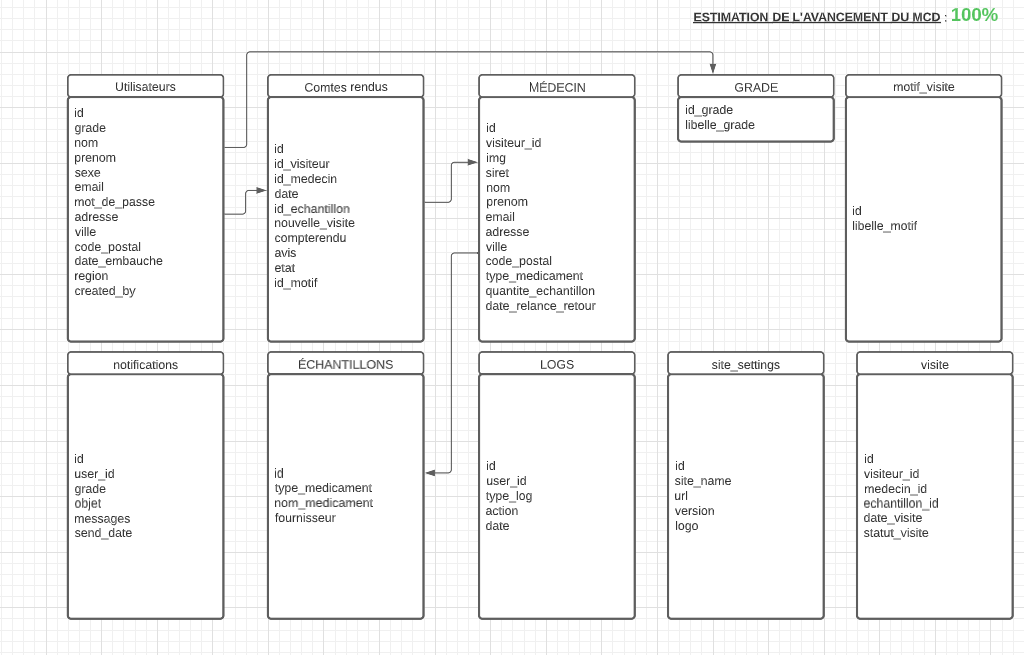 ESTIMATION DE L'AVANCEMENT DU MCD : 100%
Utilisateurs
id
grade
nom
prenom
sexe
email
mot_de_passe
adresse
ville
code_postal
date_embauche
region
created_by
Comtes rendus
id
id_visiteur
id_medecin
date
id_echantillon
nouvelle_visite
compterendu
avis
etat
id_motif
MÉDECIN
id
visiteur_id
img
siret
nom
prenom
email
adresse
ville
code_postal
type_medicament
quantite_echantillon
date_relance_retour
GRADE
id_grade
libelle_grade
motif_visite
id
libelle_motif
notifications
id
user_id
grade
objet
messages
send_date
ÉCHANTILLONS
id
type_medicament
nom_medicament
fournisseur
LOGS
id
user_id
type_log
action
date
site_settings
id
site_name
url
version
logo
visite
id
visiteur_id
medecin_id
echantillon_id
date_visite
statut_visite